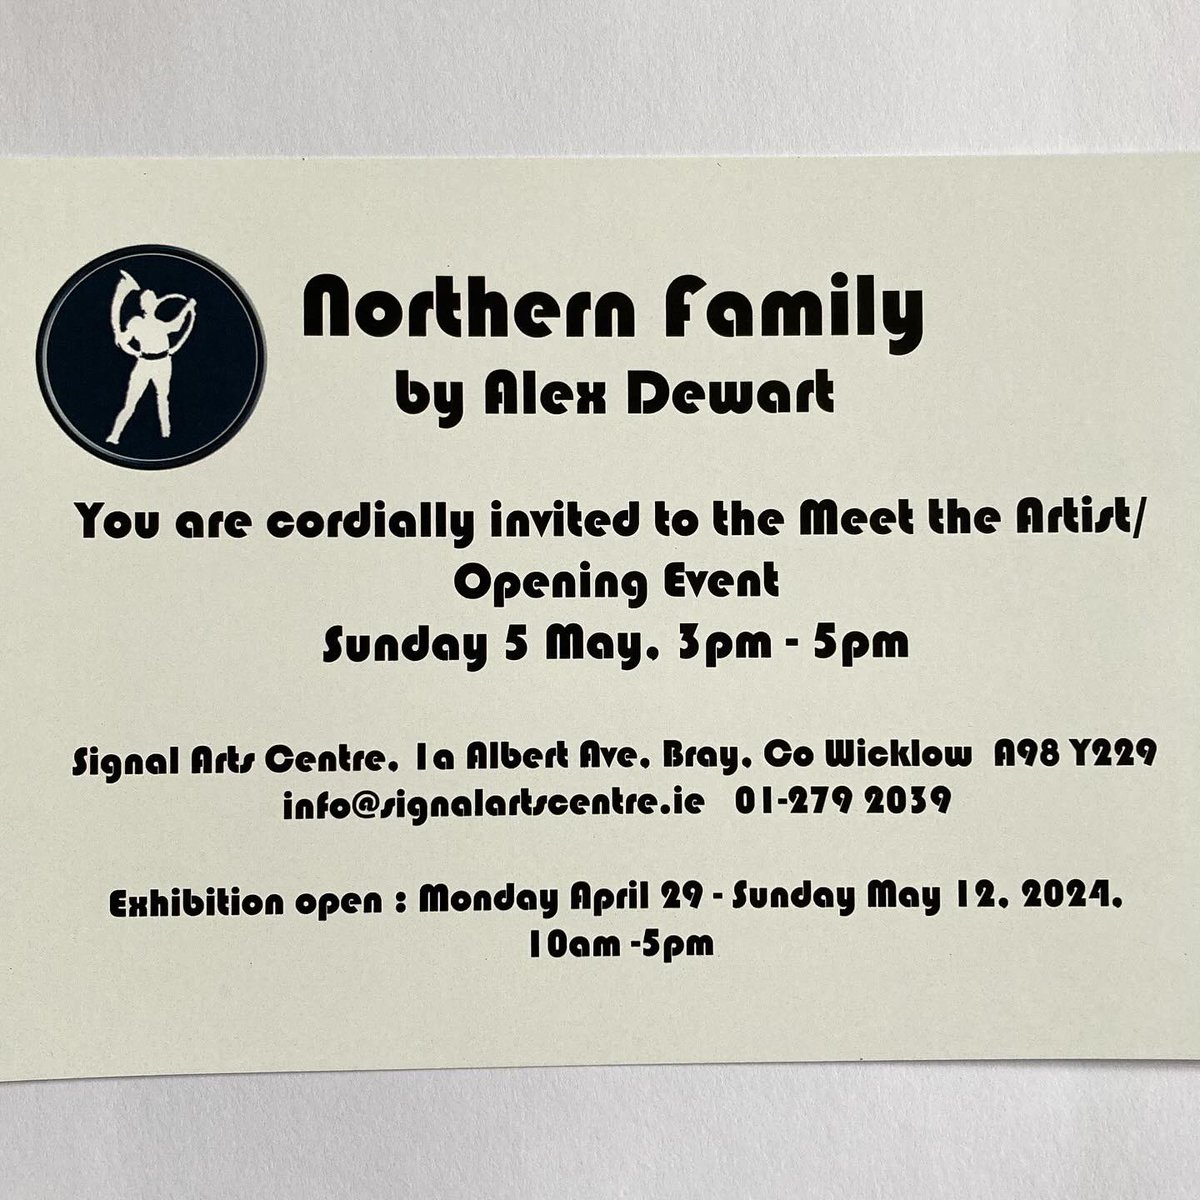 Northern Family
by Alex Dewart
You are cordially invited to the Meet the Artist/
Opening Event
Sunday 5 May, 3pm - 5pm
Signal Arts Centre, 1a Albert Ave, Bray, Co Wicklow A98 Y229
info@signalartscentre.ie 01-279 2039
Exhibition open : Monday April 29 - Sunday May 12, 2024,
10am -5pm